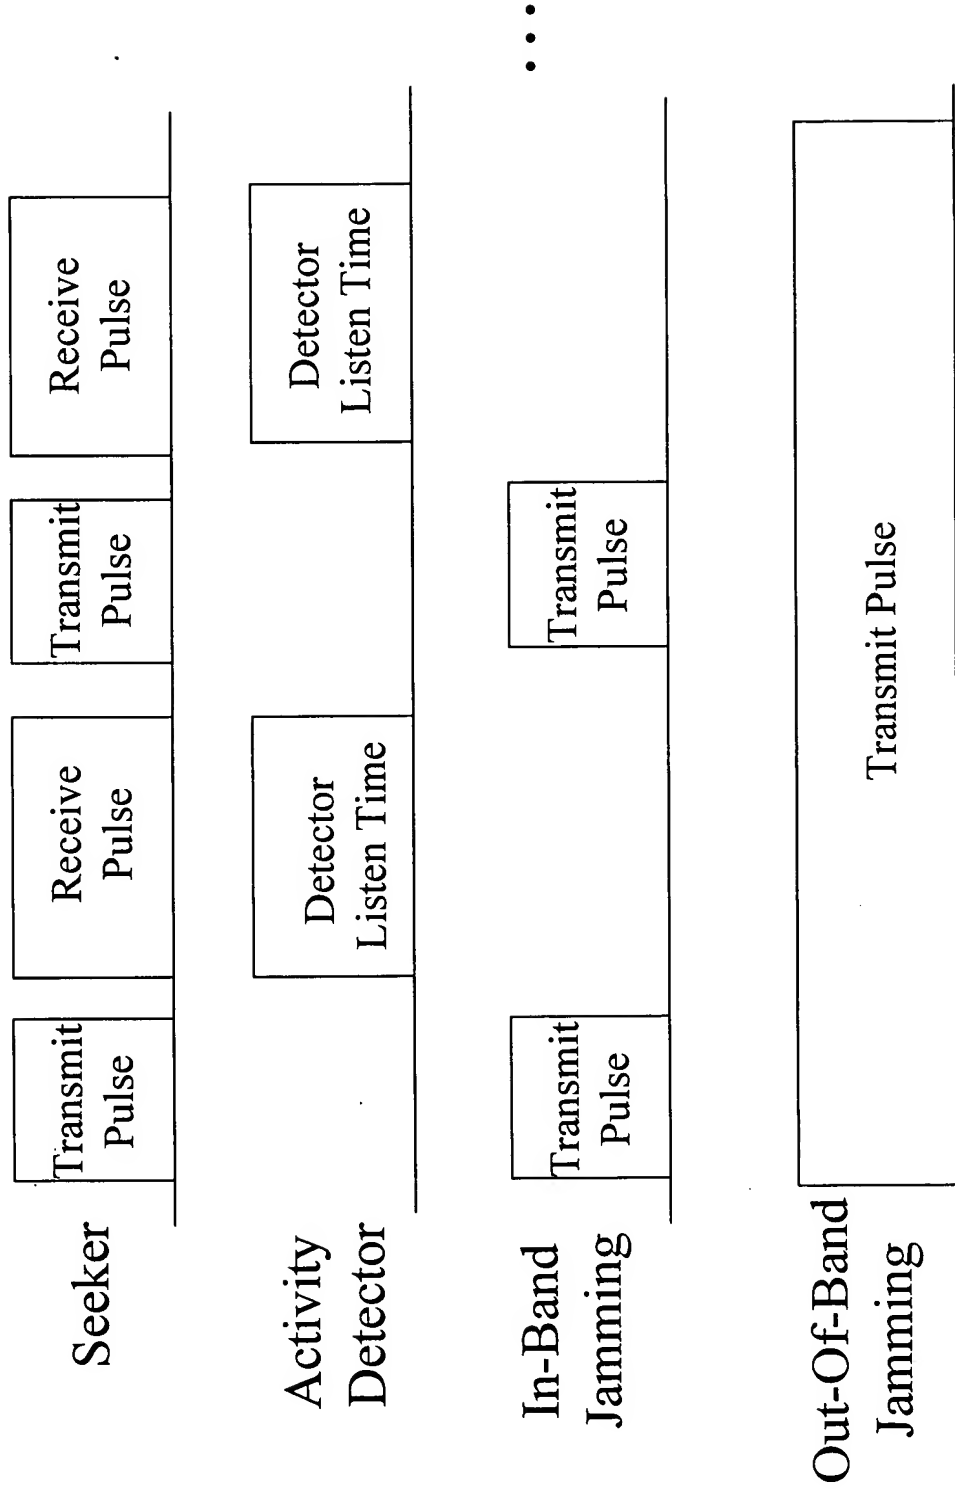 Seeker
Transmit
Pulse
Receive
Pulse
Transmit
Pulse
Receive
Pulse
Activity
Detector
Detector
Listen Time
Detector
Listen Time
In-Band
Jamming
Transmit
Pulse
Transmit
Pulse
• • •
Out-Of-Band
Jamming
Transmit Pulse